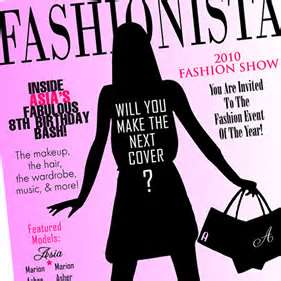 FASHIONISTA
2010
FASHION SHOW
INSIDE
ASIA'S
FABULOUS
8TH BIRTHDAY
BASH!
You Are Invited
To The
Fashion Event
Of The Year!
WILL YOU
MAKE THE
NEXT
COVER
?
The makeup,
the hair,
the wardrobe,
music, & more!
Featured
Models:
Asia
Marion
Marion
Asher
Asher
A
A